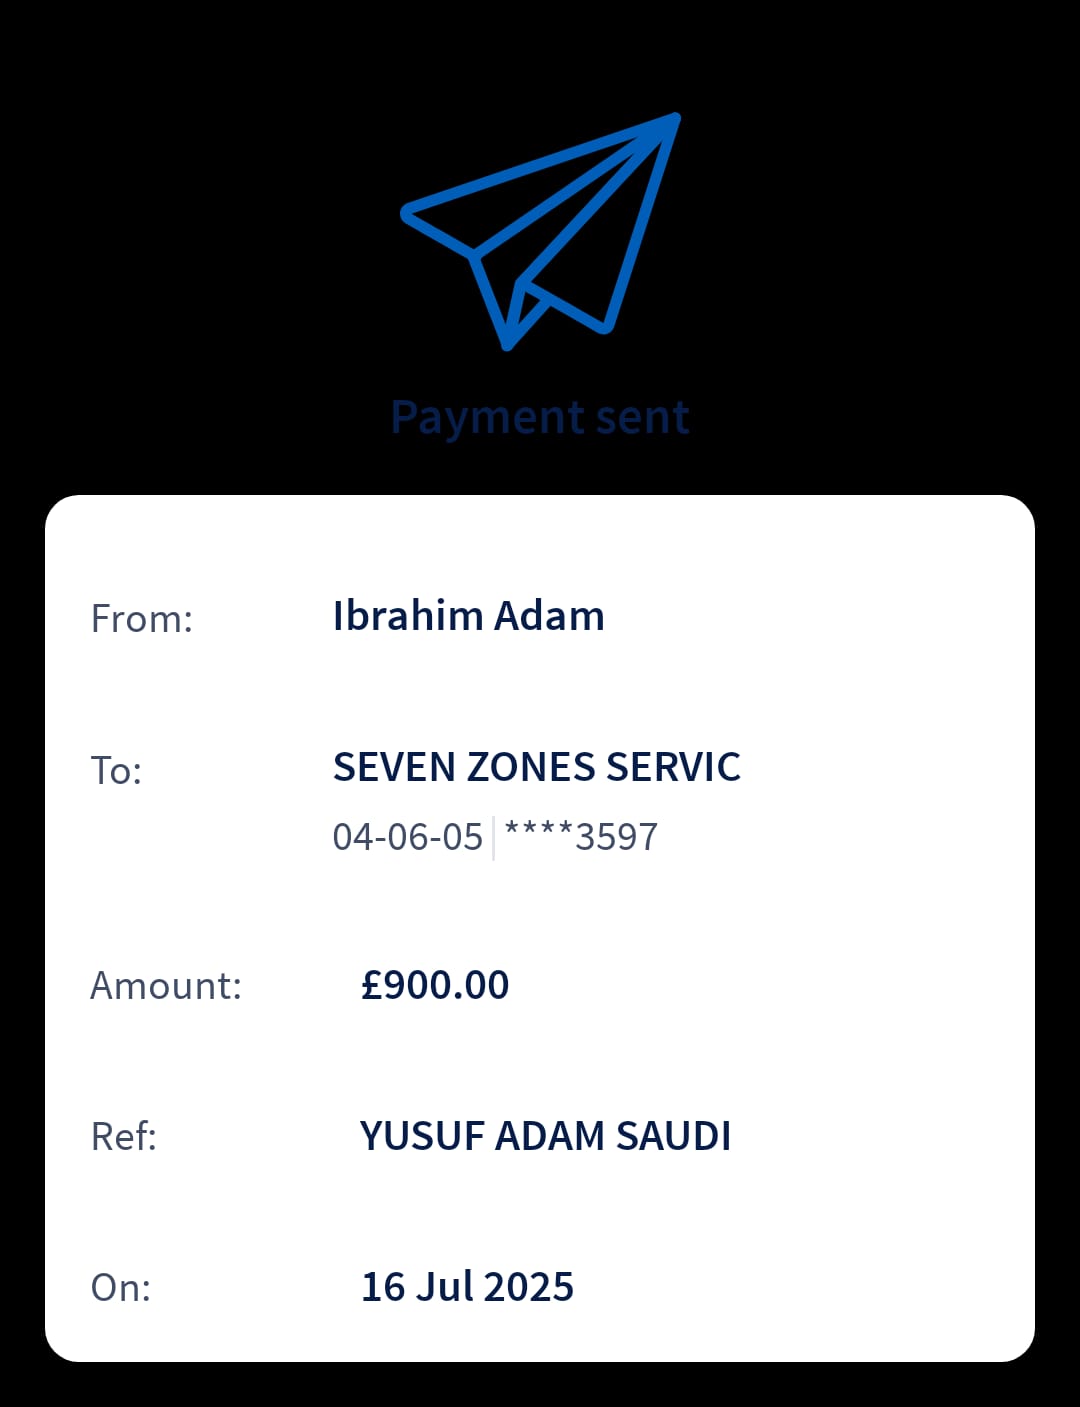 Payment sent
From: Ibrahim Adam
To: SEVEN ZONES SERVIC
04-06-05 | ****3597
Amount: £900.00
Ref: YUSUF ADAM SAUDI
On: 16 Jul 2025